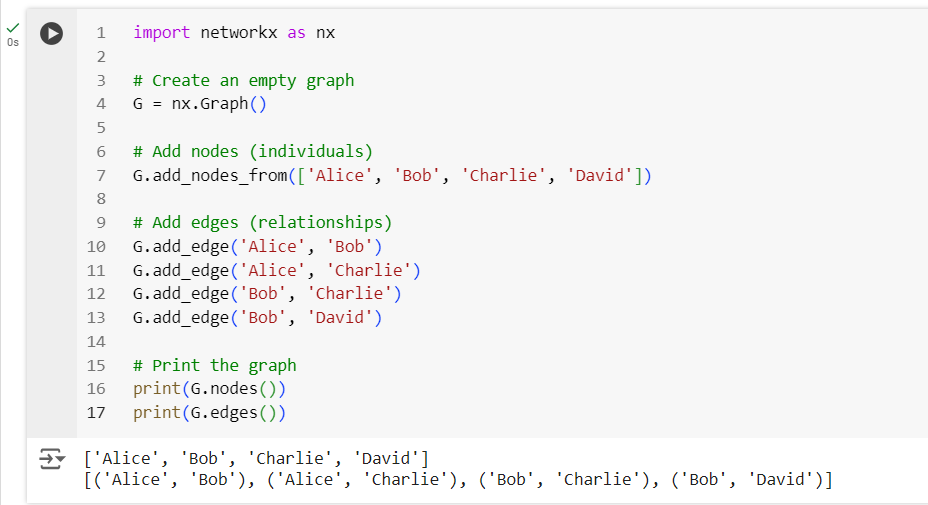 0s
1 import networkx as nx
2
3 # Create an empty graph
4 G = nx.Graph()
5
6 # Add nodes (individuals)
7 G.add_nodes_from(['Alice', 'Bob', 'Charlie', 'David'])
8
9 # Add edges (relationships)
10 G.add_edge('Alice', 'Bob')
11 G.add_edge('Alice', 'Charlie')
12 G.add_edge('Bob', 'Charlie')
13 G.add_edge('Bob', 'David')
14
15 # Print the graph
16 print(G.nodes())
17 print(G.edges())
['Alice', 'Bob', 'Charlie', 'David']
[('Alice', 'Bob'), ('Alice', 'Charlie'), ('Bob', 'Charlie'), ('Bob', 'David')]